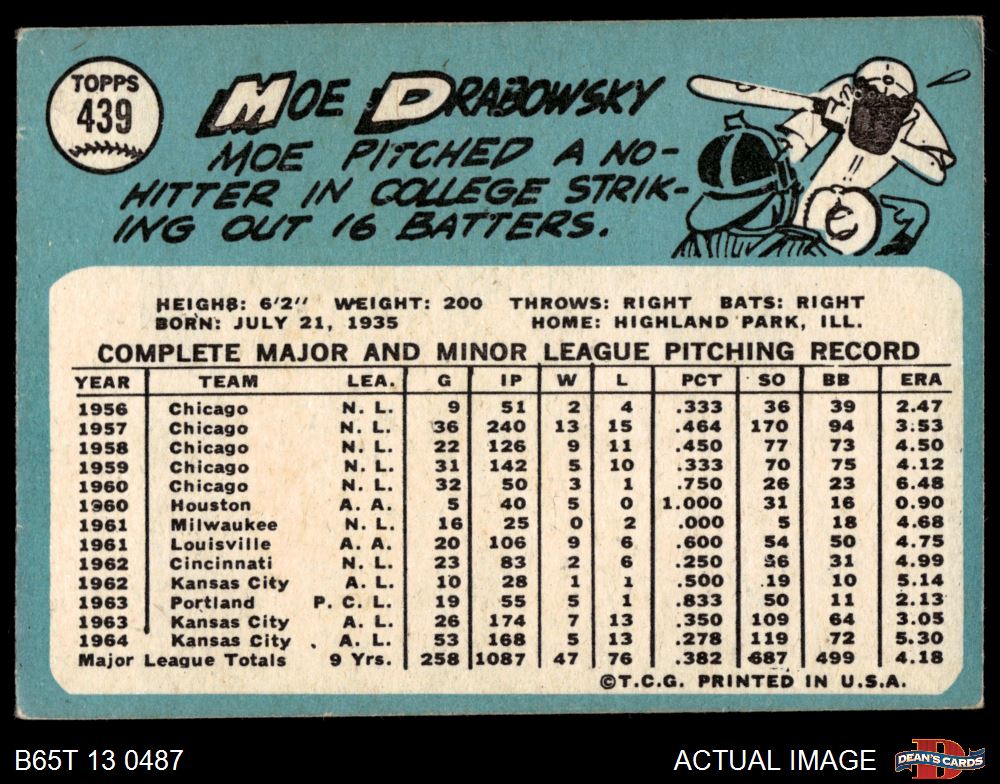 TOPPS
439
MOE DRABOWSKY
MOE PITCHED A NO-
HITTER IN COLLEGE STRIK-
ING OUT 16 BATTERS.
HEIGH8: 6'2" WEIGHT: 200 THROWS: RIGHT BATS: RIGHT
BORN: JULY 21, 1935 HOME: HIGHLAND PARK, ILL.
COMPLETE MAJOR AND MINOR LEAGUE PITCHING RECORD
YEAR TEAM LEA. G IP W L PCT SO BB ERA
1956 Chicago N. L. 9 51 2 4 .333 36 39 2.47
1957 Chicago N. L. 36 240 13 15 .464 170 94 3.53
1958 Chicago N. L. 22 126 9 11 .450 77 73 4.50
1959 Chicago N. L. 31 142 5 10 .333 70 75 4.12
1960 Chicago N. L. 32 50 3 1 .750 26 23 6.48
1960 Houston A. A. 5 40 5 0 1.000 31 16 0.90
1961 Milwaukee N. L. 16 25 0 2 .000 5 18 4.68
1961 Louisville A. A. 20 106 9 6 .600 54 50 4.75
1962 Cincinnati N. L. 23 83 2 6 .250 56 31 4.99
1962 Kansas City A. L. 10 28 1 1 .500 19 10 5.14
1963 Portland P. C. L. 19 55 5 1 .833 50 11 2.13
1963 Kansas City A. L. 26 174 7 13 .350 109 64 3.05
1964 Kansas City A. L. 53 168 5 13 .278 119 72 5.30
Major League Totals 9 Yrs. 258 1087 47 76 .382 687 499 4.18
©T.C.G. PRINTED IN U.S.A.
B65T 13 0487 ACTUAL IMAGE DEAN'S CARDS